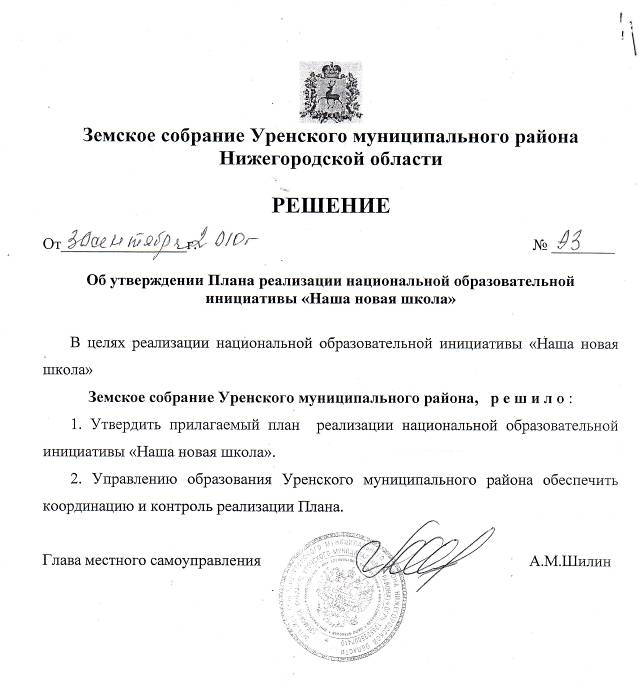 Земское собрание Уренского муниципального района
Нижегородской области
РЕШЕНИЕ
От 30 сентября г. 2010г № 93
Об утверждении Плана реализации национальной образовательной
инициативы «Наша новая школа»
В целях реализации национальной образовательной инициативы «Наша новая
школа»
Земское собрание Уренского муниципального района, р е ш и л о :
1. Утвердить прилагаемый план реализации национальной образовательной
инициативы «Наша новая школа».
2. Управлению образования Уренского муниципального района обеспечить
координацию и контроль реализации Плана.
Глава местного самоуправления А.М.Шилин